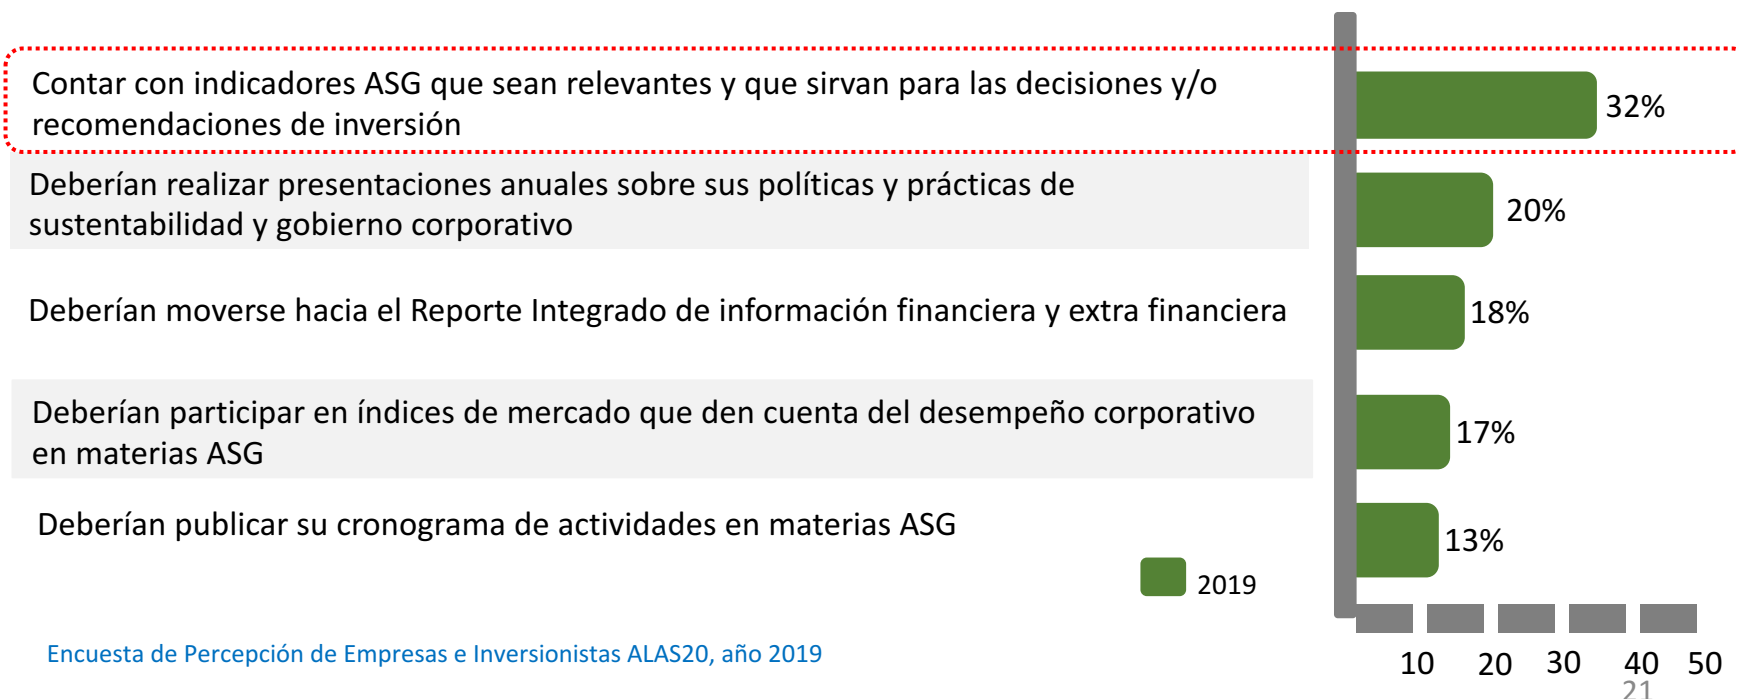 Contar con indicadores ASG que sean relevantes y que sirvan para las decisiones y/o
recomendaciones de inversión
32%
Deberían realizar presentaciones anuales sobre sus políticas y prácticas de
sustentabilidad y gobierno corporativo
20%
Deberían moverse hacia el Reporte Integrado de información financiera y extra financiera
18%
Deberían participar en índices de mercado que den cuenta del desempeño corporativo
en materias ASG
17%
Deberían publicar su cronograma de actividades en materias ASG
13%
2019
Encuesta de Percepción de Empresas e Inversionistas ALAS20, año 2019
10 20 30 40 50
21